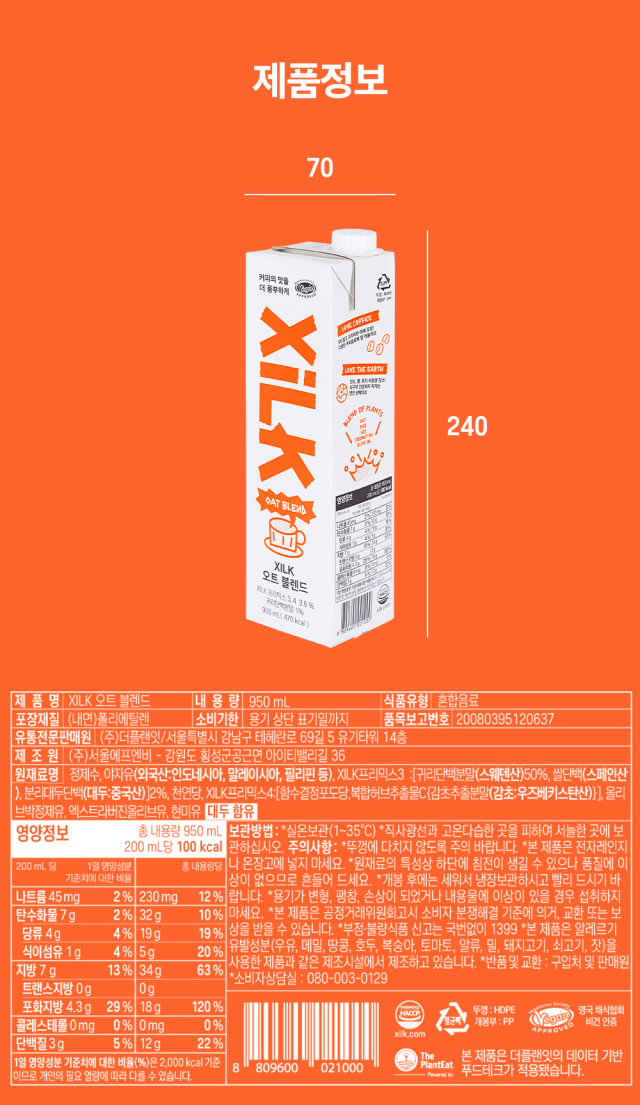 제품정보
70
240
커피의 맛을
더 풍부하게
Vegan
APPROVED
XiLK
OAT BLEND
XILK
오트 블렌드
XILK 프리믹스 3, 4 3.6 %
귀리단백분말 1%
950 mL( 470 kcal )
LOVE COFFEE
LOVE THE EARTH
BLEND OF PLANTS
영양정보
xilk.com
제 품 명 XILK 오트 블렌드 내 용 량 950 mL 식품유형 혼합음료
포장재질 (내면)폴리에틸렌 소비기한 용기 상단 표기일까지 품목보고번호 20080395120637
유통전문판매원 (주)더플랜잇/서울특별시 강남구 테헤란로 69길 5 유기타워 14층
제 조 원 (주)서울에프엔비 - 강원도 횡성군공근면 아이티밸리길 36
원재료명 정제수, 야자유(외국산:인도네시아, 말레이시아, 필리핀 등), XILK프리믹스3 :[귀리단백분말(스웨덴산)50%, 쌀단백(스페인산
), 분리대두단백(대두:중국산)]2%, 천연당, XILK프리믹스4:[함수결정포도당,복합허브추출물C{감초추출분말(감초:우즈베키스탄산)}], 올리
브박정제유, 엑스트라버진올리브유, 현미유 대두 함유
영양정보 총 내용량 950 mL
200 mL당 100 kcal
200 mL 당 1일 영양성분 기준치에 대한 비율 총 내용량당
나트륨 45 mg 2 % 230 mg 12 %
탄수화물 7 g 2 % 32 g 10 %
당류 4 g 4 % 19 g 19 %
식이섬유 1 g 4 % 5 g 20 %
지방 7 g 13 % 34 g 63 %
트랜스지방 0 g 0 g
포화지방 4.3 g 29 % 18 g 120 %
콜레스테롤 0 mg 0 % 0 mg 0 %
단백질 3 g 5 % 12 g 22 %
1일 영양성분 기준치에 대한 비율(%)은 2,000 kcal 기준
이므로 개인의 필요 열량에 따라 다를 수 있습니다.
보관방법 : *실온보관(1~35℃) *직사광선과 고온다습한 곳을 피하여 서늘한 곳에 보
관하십시오. 주의사항: *뚜껑에 다치지 않도록 주의 바랍니다. *본 제품은 전자레인지
나 온장고에 넣지 마세요. *원재료의 특성상 하단에 침전이 생길 수 있으나 품질에 이
상이 없으므로 흔들어 드세요. *개봉 후에는 세워서 냉장보관하시고 빨리 드시기 바
랍니다. *용기가 변형, 팽창, 손상이 되었거나 내용물에 이상이 있을 경우 섭취하지
마세요. *본 제품은 공정거래위원회고시 소비자 분쟁해결 기준에 의거, 교환 또는 보
상을 받을 수 있습니다. *부정·불량식품 신고는 국번없이 1399 *본 제품은 알레르기
유발성분(우유, 메밀, 땅콩, 호두, 복숭아, 토마토, 알류, 밀, 돼지고기, 쇠고기, 잣)을
사용한 제품과 같은 제조시설에서 제조하고 있습니다. *반품 및 교환 : 구입처 및 판매원
*소비자상담실 : 080-003-0129
8 809600 021000
HACCP
xilk.com
멸균팩
뚜껑 : HDPE
개봉부 : PP
Vegan
APPROVED
영국 채식협회
비건 인증
The
PlantEat
Powered by
본 제품은 더플랜잇의 데이터 기반
푸드테크가 적용됐습니다.